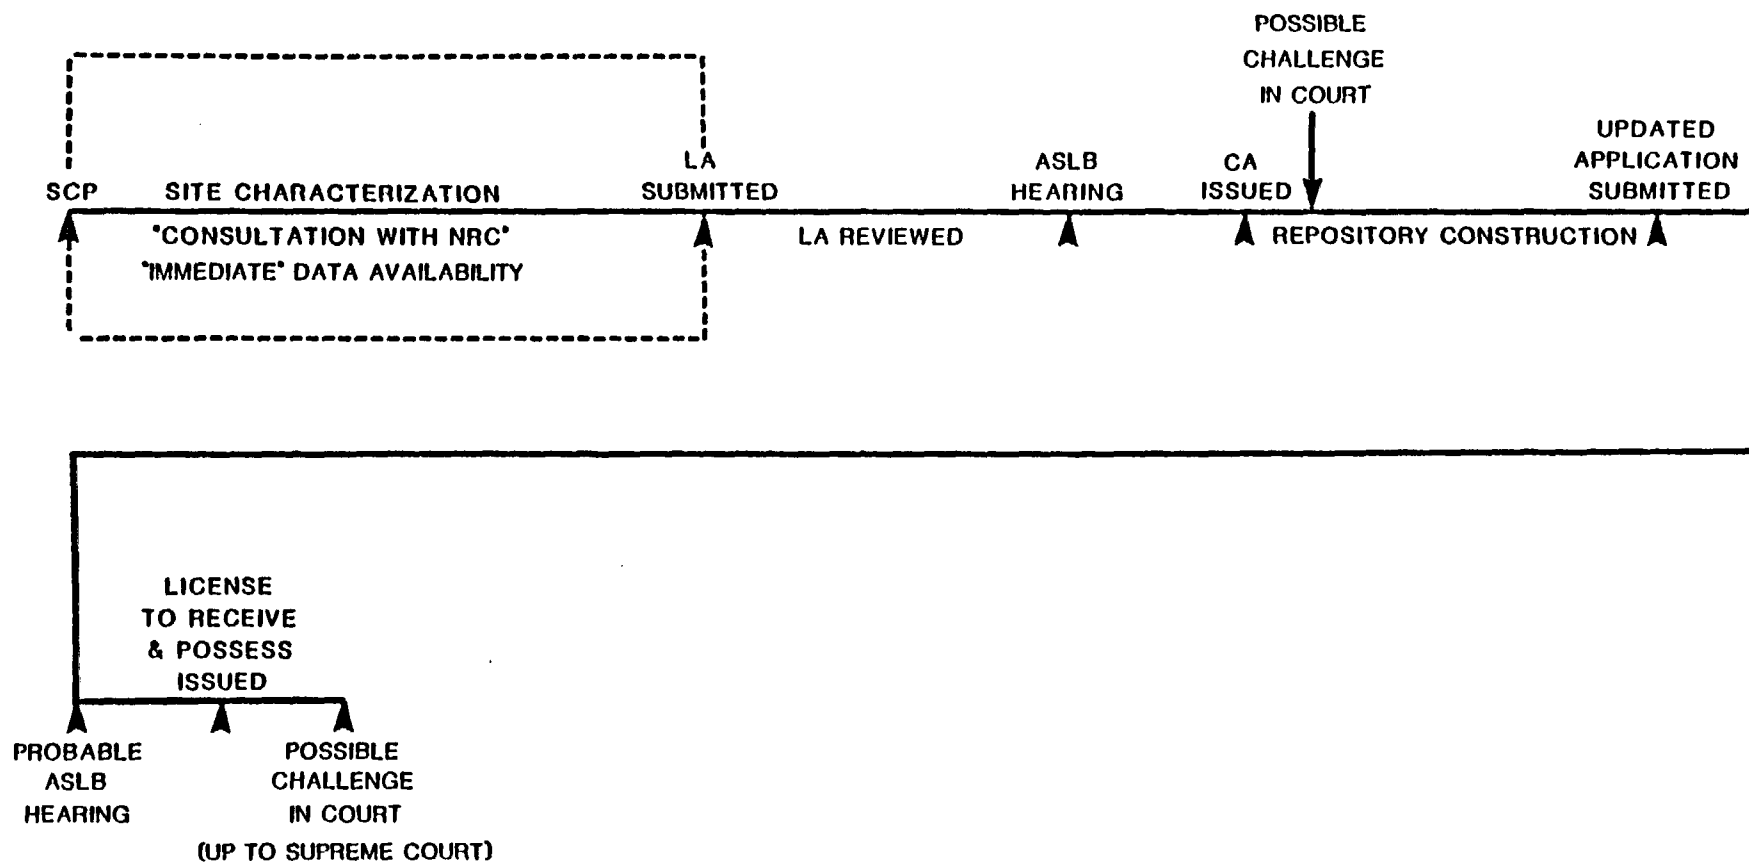 POSSIBLE
CHALLENGE
IN COURT
UPDATED
APPLICATION
SUBMITTED
LA
SUBMITTED
ASLB
HEARING
CA
ISSUED
SCP
SITE CHARACTERIZATION
"CONSULTATION WITH NRC"
"IMMEDIATE" DATA AVAILABILITY
LA REVIEWED
REPOSITORY CONSTRUCTION
LICENSE
TO RECEIVE
& POSSESS
ISSUED
PROBABLE
ASLB
HEARING
POSSIBLE
CHALLENGE
IN COURT
(UP TO SUPREME COURT)